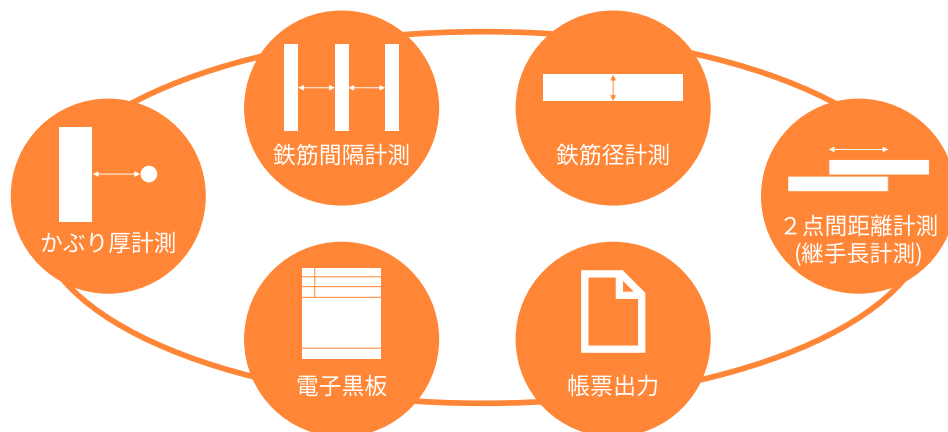 鉄筋間隔計測
鉄筋径計測
かぶり厚計測
２点間距離計測
(継手長計測)
電子黒板
帳票出力